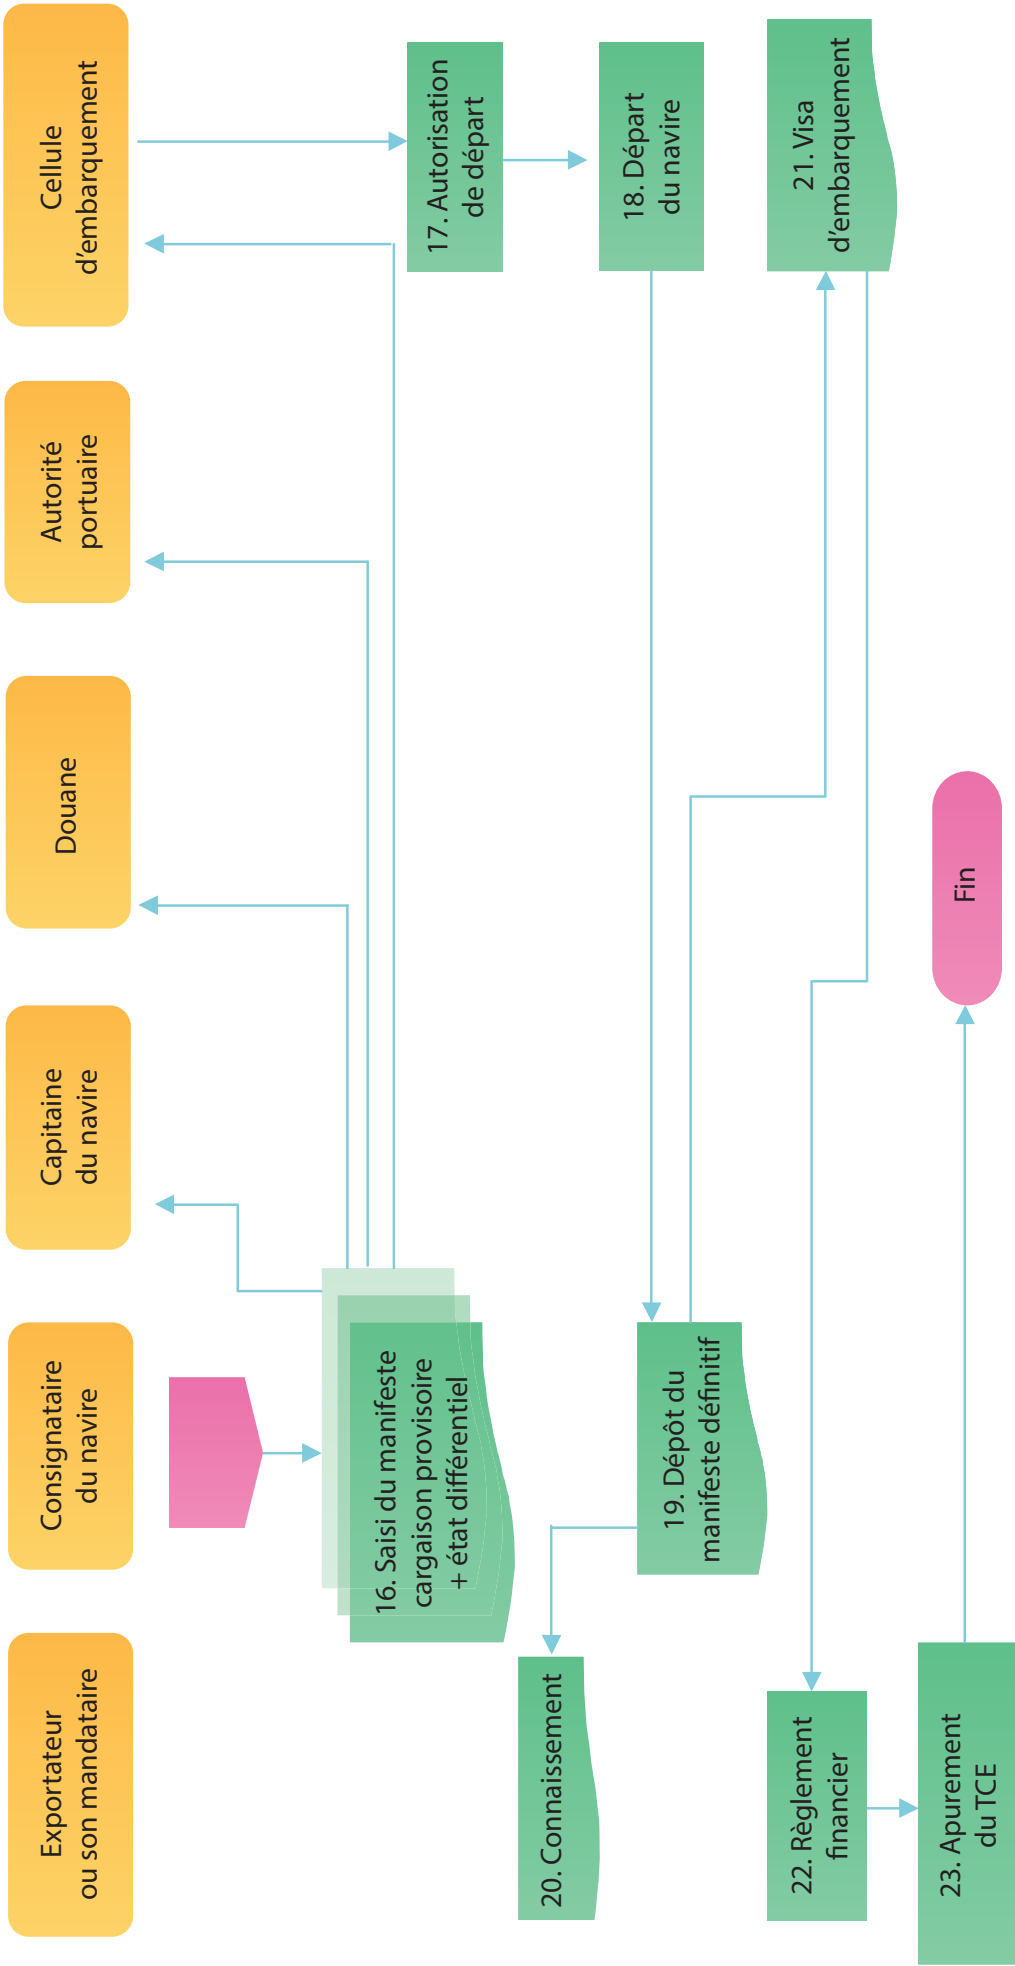 Exportateur
ou son mandataire
Consignataire
du navire
Capitaine
du navire
Douane
Autorité
portuaire
Cellule
d'embarquement
16. Saisi du manifeste
cargaison provisoire
+ état différentiel
17. Autorisation
de départ
18. Départ
du navire
19. Dépôt du
manifeste définitif
20. Connaissement
21. Visa
d'embarquement
22. Règlement
financier
23. Apurement
du TCE
Fin